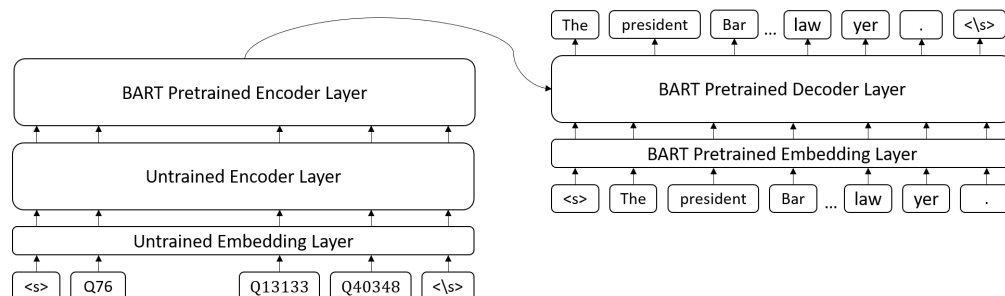 The president Bar ... law yer . <\s>
BART Pretrained Encoder Layer
BART Pretrained Decoder Layer
Untrained Encoder Layer
BART Pretrained Embedding Layer
<s> The president Bar ... law yer .
Untrained Embedding Layer
<s> Q76 Q13133 Q40348 <\s>